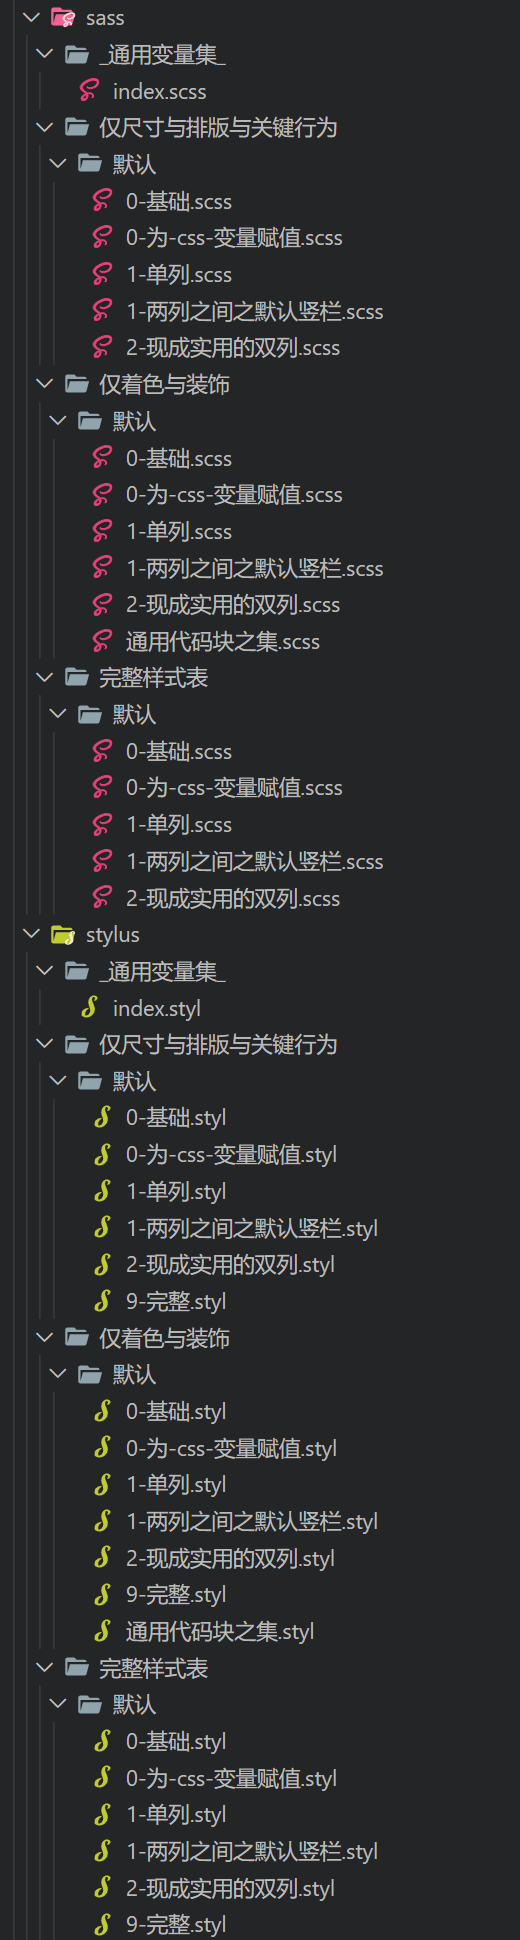 sass
_通用变量集_
index.scss
仅尺寸与排版与关键行为
默认
0-基础.scss
0-为-css-变量赋值.scss
1-单列.scss
1-两列之间之默认竖栏.scss
2-现成实用的双列.scss
仅着色与装饰
默认
0-基础.scss
0-为-css-变量赋值.scss
1-单列.scss
1-两列之间之默认竖栏.scss
2-现成实用的双列.scss
通用代码块之集.scss
完整样式表
默认
0-基础.scss
0-为-css-变量赋值.scss
1-单列.scss
1-两列之间之默认竖栏.scss
2-现成实用的双列.scss
stylus
_通用变量集_
index.styl
仅尺寸与排版与关键行为
默认
0-基础.styl
0-为-css-变量赋值.styl
1-单列.styl
1-两列之间之默认竖栏.styl
2-现成实用的双列.styl
9-完整.styl
仅着色与装饰
默认
0-基础.styl
0-为-css-变量赋值.styl
1-单列.styl
1-两列之间之默认竖栏.styl
2-现成实用的双列.styl
9-完整.styl
通用代码块之集.styl
完整样式表
默认
0-基础.styl
0-为-css-变量赋值.styl
1-单列.styl
1-两列之间之默认竖栏.styl
2-现成实用的双列.styl
9-完整.styl